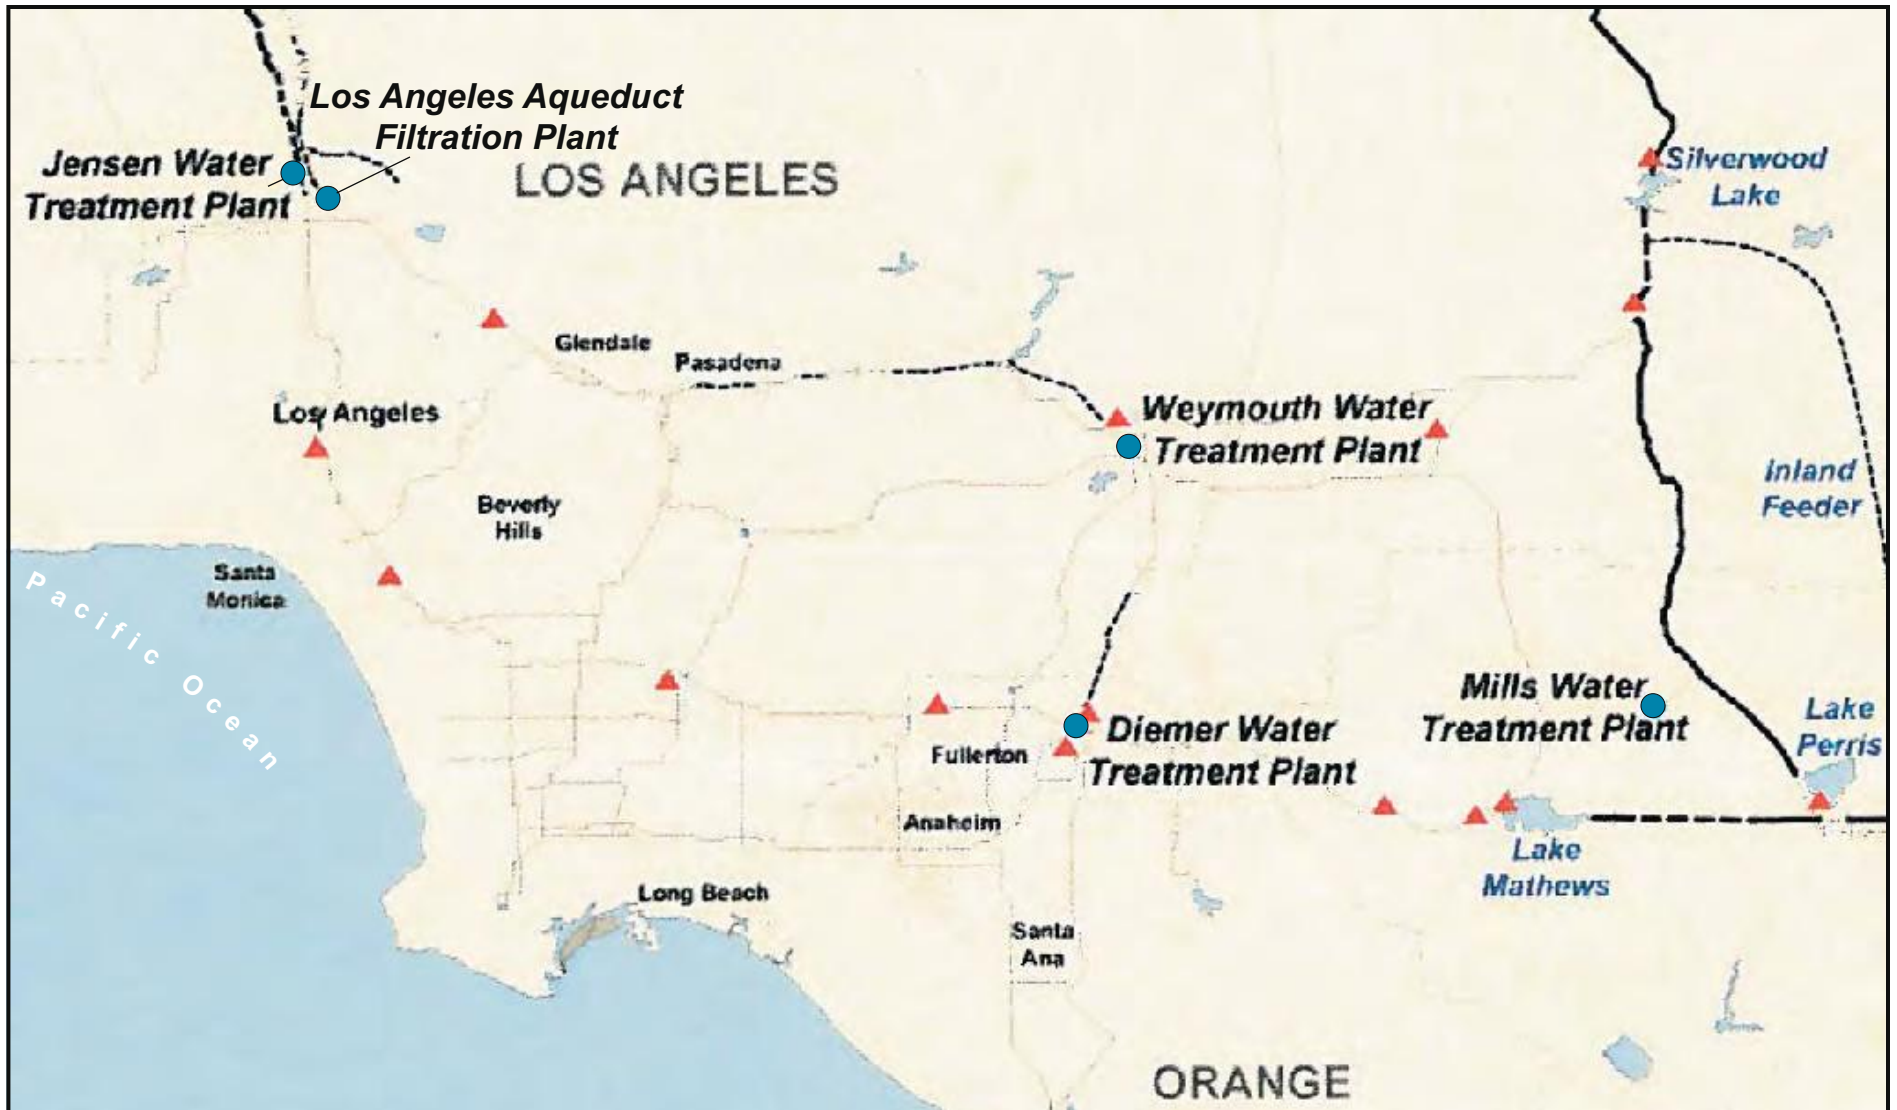 Los Angeles Aqueduct
Filtration Plant
Jensen Water
Treatment Plant
LOS ANGELES
Silverwood
Lake
Glendale
Pasadena
Los Angeles
Weymouth Water
Treatment Plant
Inland
Feeder
Beverly
Hills
Santa
Monica
Pacific Ocean
Mills Water
Treatment Plant
Lake
Perris
Diemer Water
Treatment Plant
Fullerton
Anaheim
Lake
Mathews
Long Beach
Santa
Ana
ORANGE